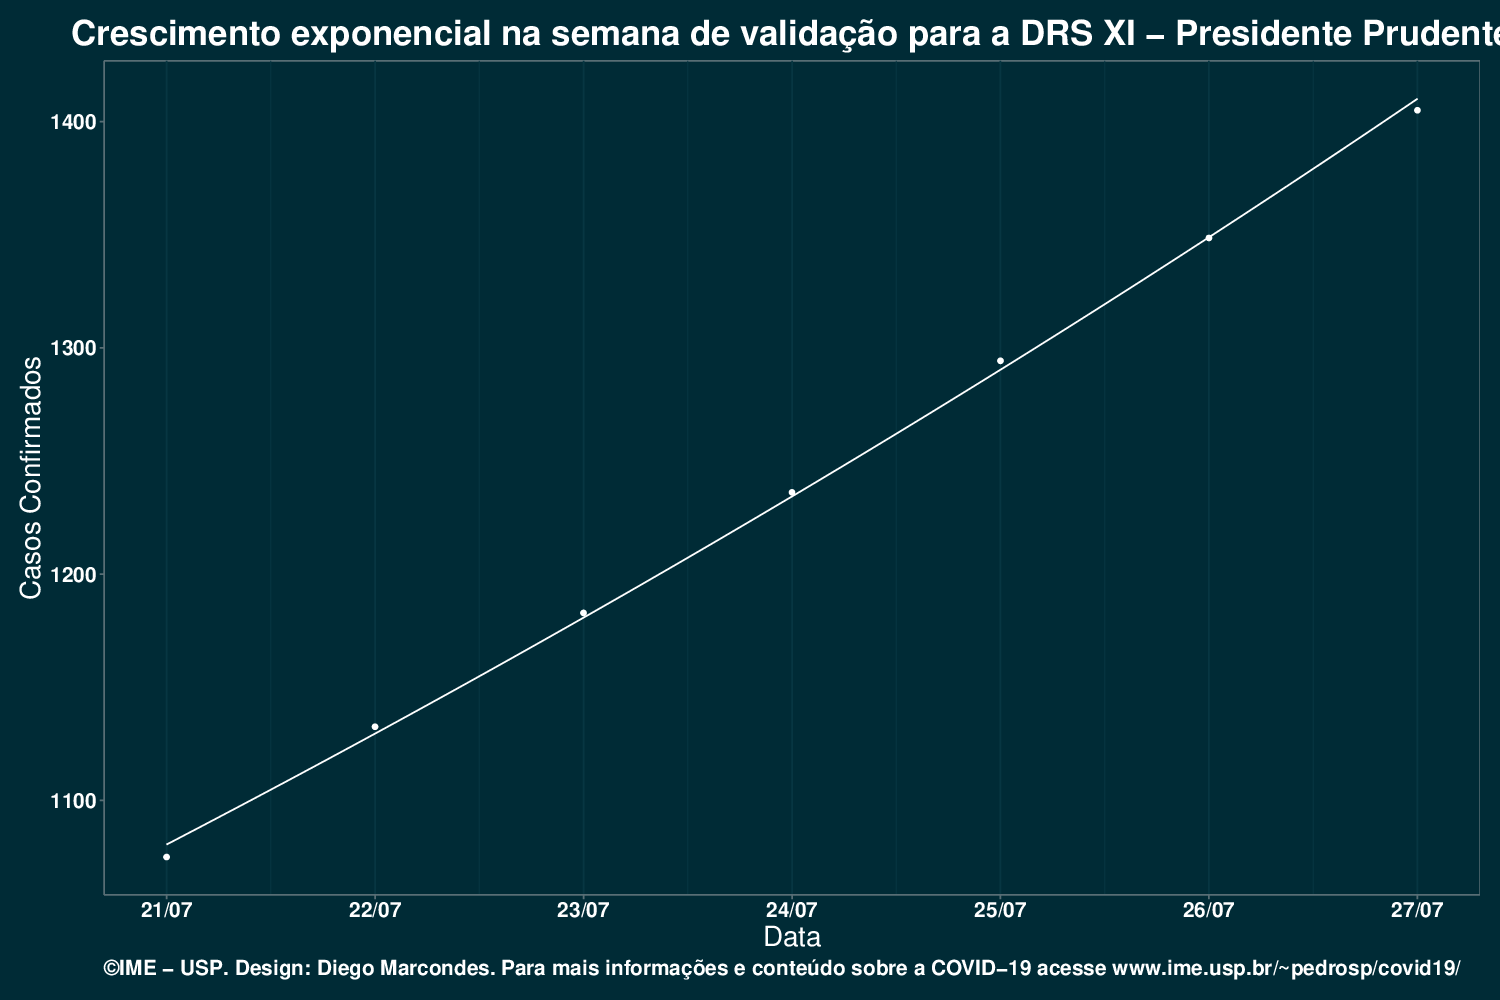 Crescimento exponencial na semana de validação para a DRS XI – Presidente Prudente
1400
1300
1200
1100
Casos Confirmados
21/07 22/07 23/07 24/07 25/07 26/07 27/07
Data
©IME – USP. Design: Diego Marcondes. Para mais informações e conteúdo sobre a COVID–19 acesse www.ime.usp.br/~pedrosp/covid19/